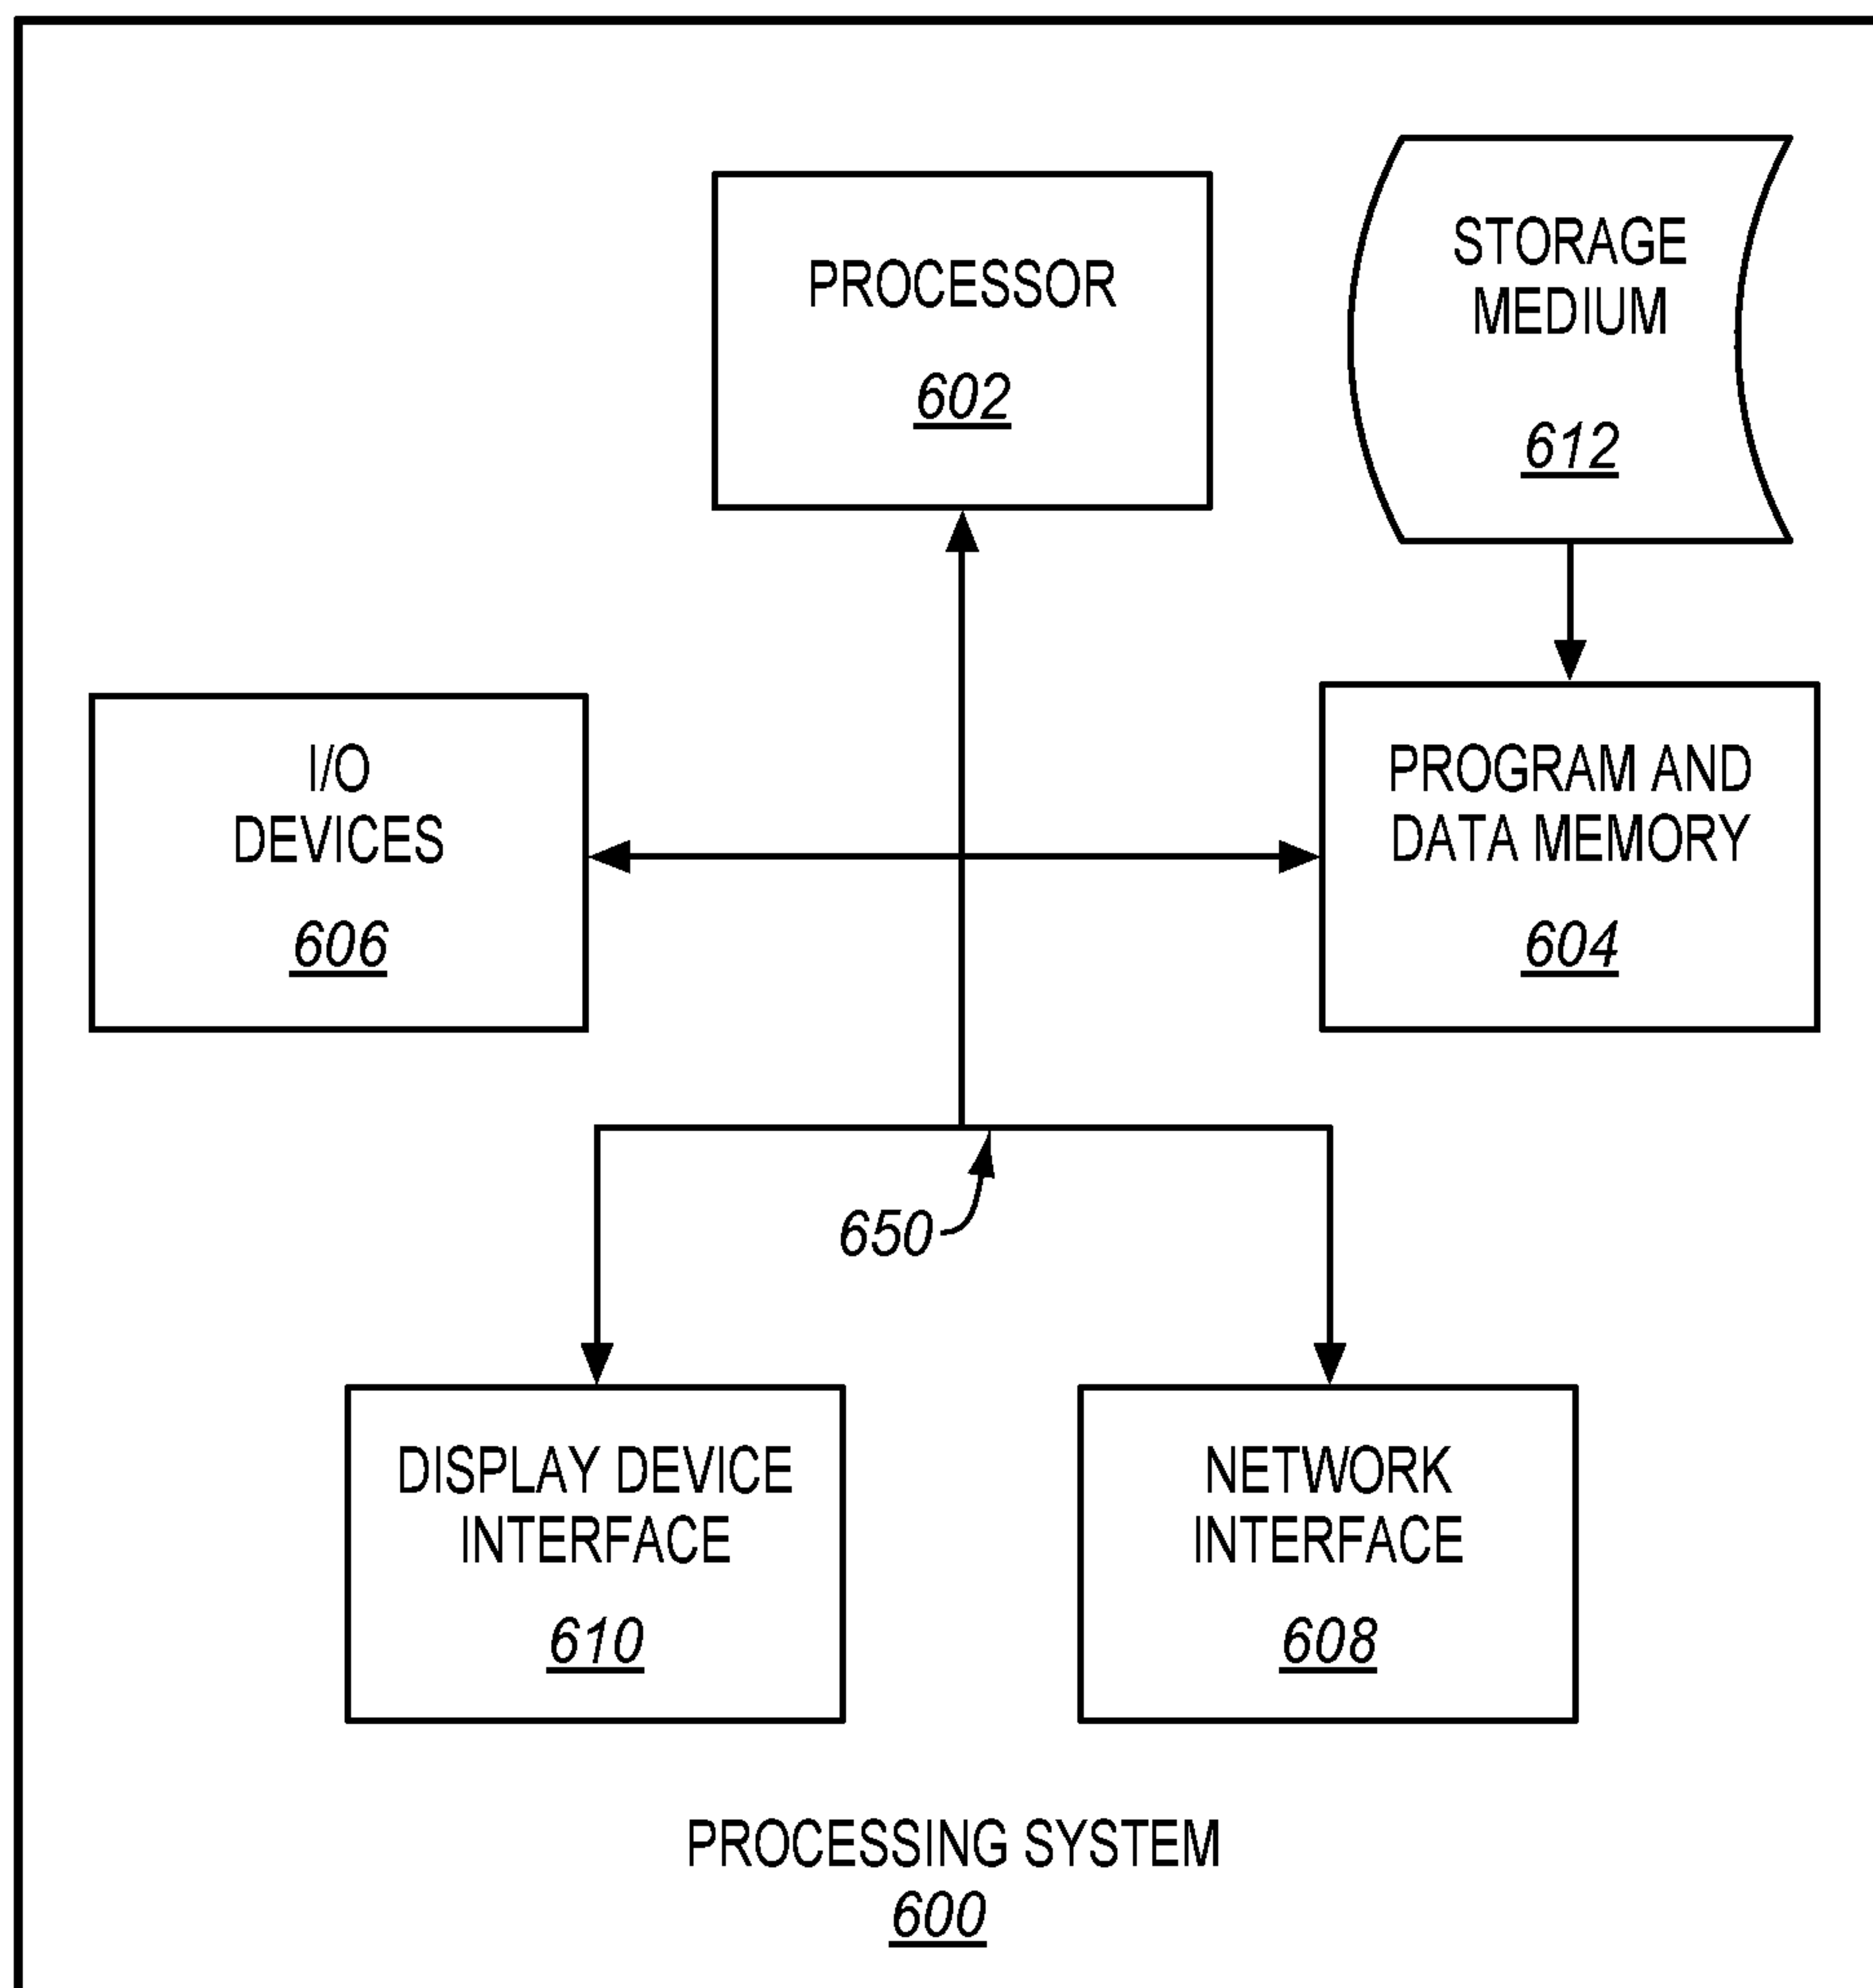 PROCESSOR
602
STORAGE
MEDIUM
612
I/O
DEVICES
606
PROGRAM AND
DATA MEMORY
604
650
DISPLAY DEVICE
INTERFACE
610
NETWORK
INTERFACE
608
PROCESSING SYSTEM
600